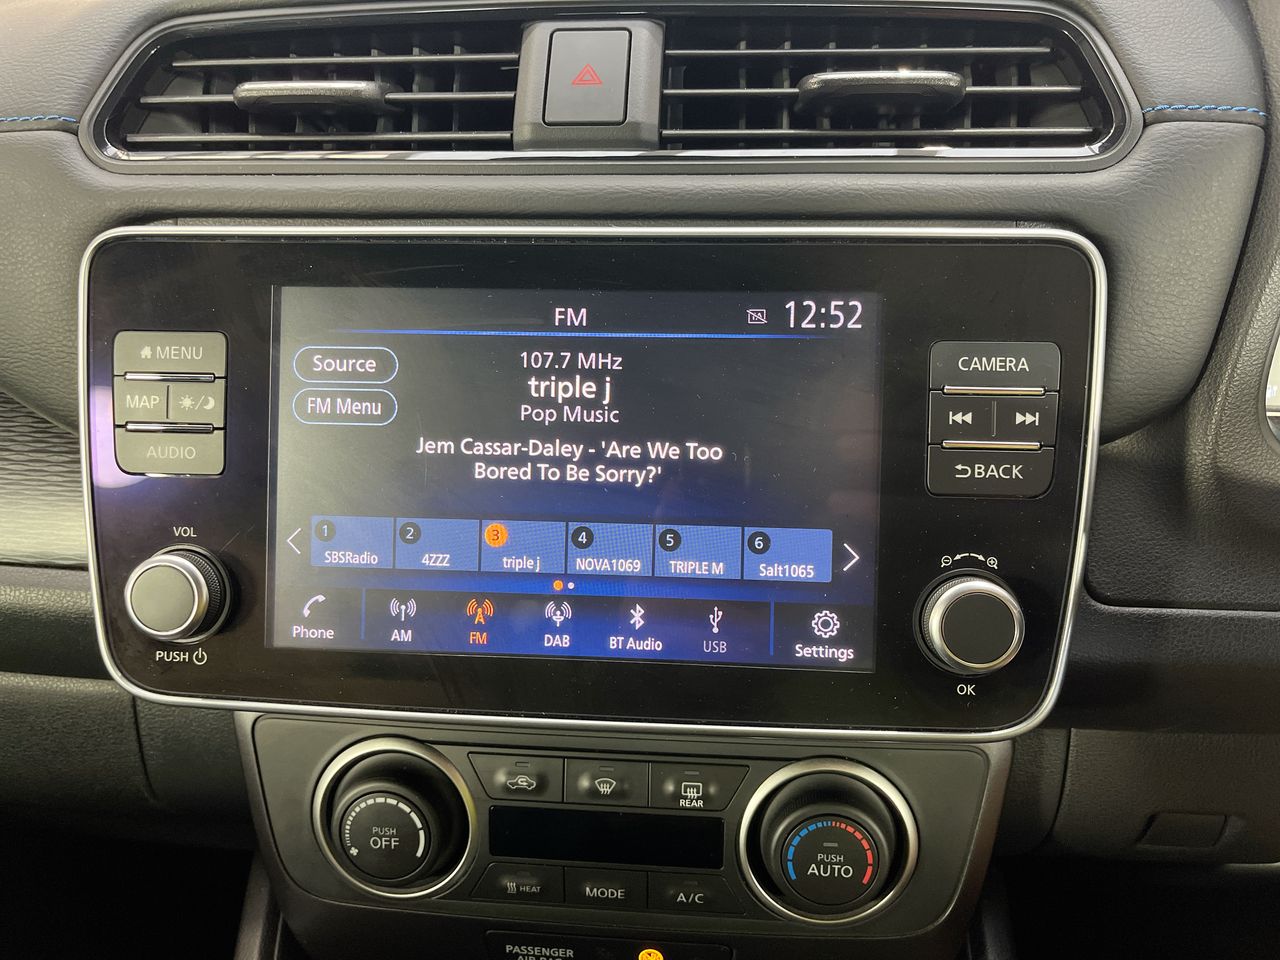 FM
TA
12:52
Source
FM Menu
107.7 MHz
triple j
Pop Music
Jem Cassar-Daley - 'Are We Too
Bored To Be Sorry?'
1
SBSRadio
2
4ZZZ
3
triple j
4
NOVA1069
5
TRIPLE M
6
Salt1065
Phone
AM
FM
DAB
BT Audio
USB
Settings
MENU
MAP
AUDIO
VOL
PUSH
CAMERA
BACK
OK
REAR
PUSH
OFF
PUSH
AUTO
HEAT
MODE
A/C
PASSENGER
AIR BAG